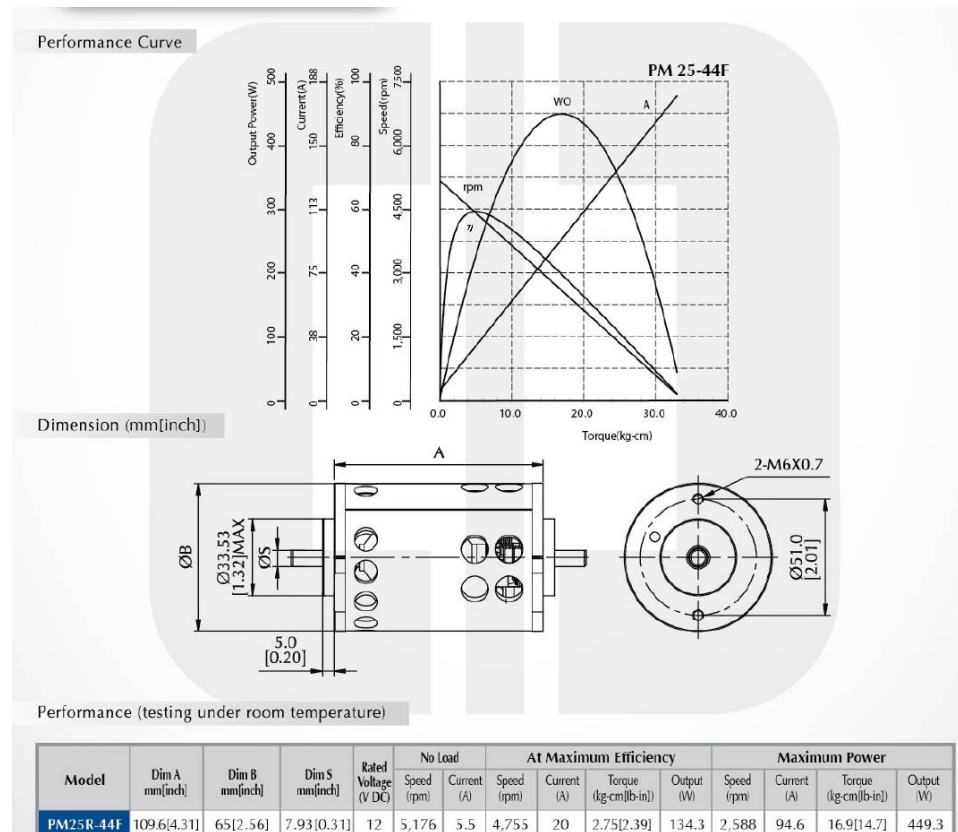 Performance Curve
PM 25-44F
Output Power(W)
0 100 200 300 400 500
Current(A)
0 38 75 113 150 188
Efficiency(%)
0 20 40 60 80 100
Speed(rpm)
0 1,500 3,000 4,500 6,000 7,500
WO
A
rpm
η
0.0 10.0 20.0 30.0 40.0
Torque(kg-cm)
Dimension (mm[inch])
A
2-M6X0.7
ØB
Ø33.53
[1.32]MAX
ØS
Ø51.0
[2.01]
5.0
[0.20]
Performance (testing under room temperature)
Model Dim A mm[inch] Dim B mm[inch] Dim S mm[inch] Rated Voltage (V DC) No Load At Maximum Efficiency Maximum Power
Speed (rpm) Current (A) Speed (rpm) Current (A) Torque (kg-cm[lb-in]) Output (W) Speed (rpm) Current (A) Torque (kg-cm[lb-in]) Output (W)
PM25R-44F 109.6[4.31] 65[2.56] 7.93[0.31] 12 5,176 5.5 4,755 20 2.75[2.39] 134.3 2,588 94.6 16.9[14.7] 449.3